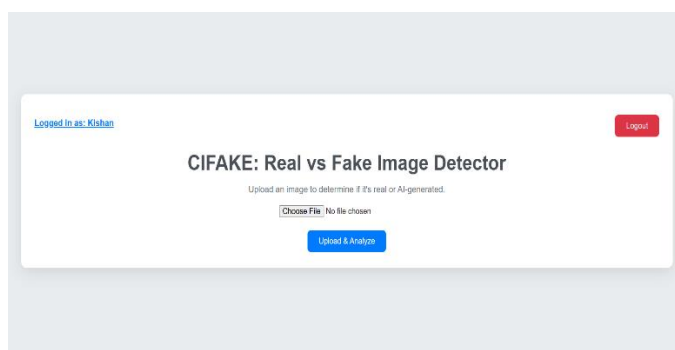 Logged in as: Kishan
Logout
CIFAKE: Real vs Fake Image Detector
Upload an image to determine if it's real or AI-generated.
Choose File No file chosen
Upload & Analyze